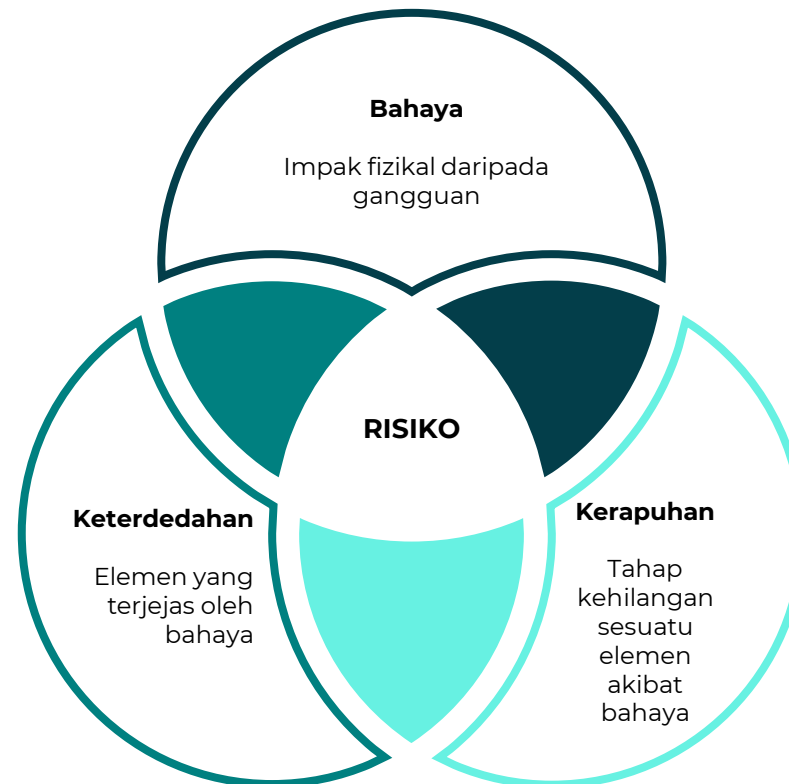 Bahaya
Impak fizikal daripada
gangguan
RISIKO
Keterdedahan
Elemen yang
terjejas oleh
bahaya
Kerapuhan
Tahap
kehilangan
sesuatu
elemen
akibat
bahaya